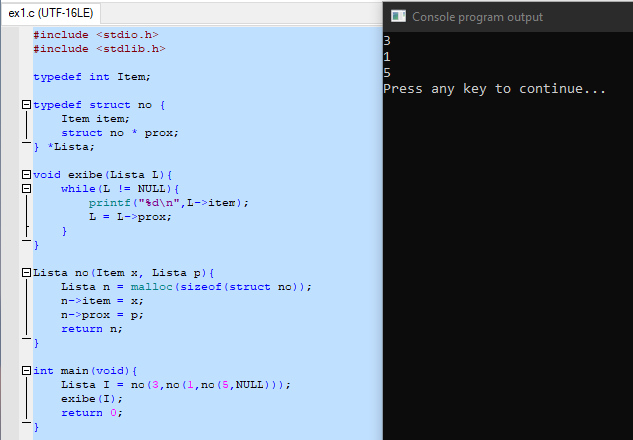 ex1.c (UTF-16LE)
#include <stdio.h>
#include <stdlib.h>
typedef int Item;
typedef struct no {
Item item;
struct no * prox;
} *Lista;
void exibe(Lista L){
while(L != NULL){
printf("%d\n",L->item);
L = L->prox;
}
}
Lista no(Item x, Lista p){
Lista n = malloc(sizeof(struct no));
n->item = x;
n->prox = p;
return n;
}
int main(void){
Lista I = no(3,no(1,no(5,NULL)));
exibe(I);
return 0;
}
Console program output
3
1
5
Press any key to continue...